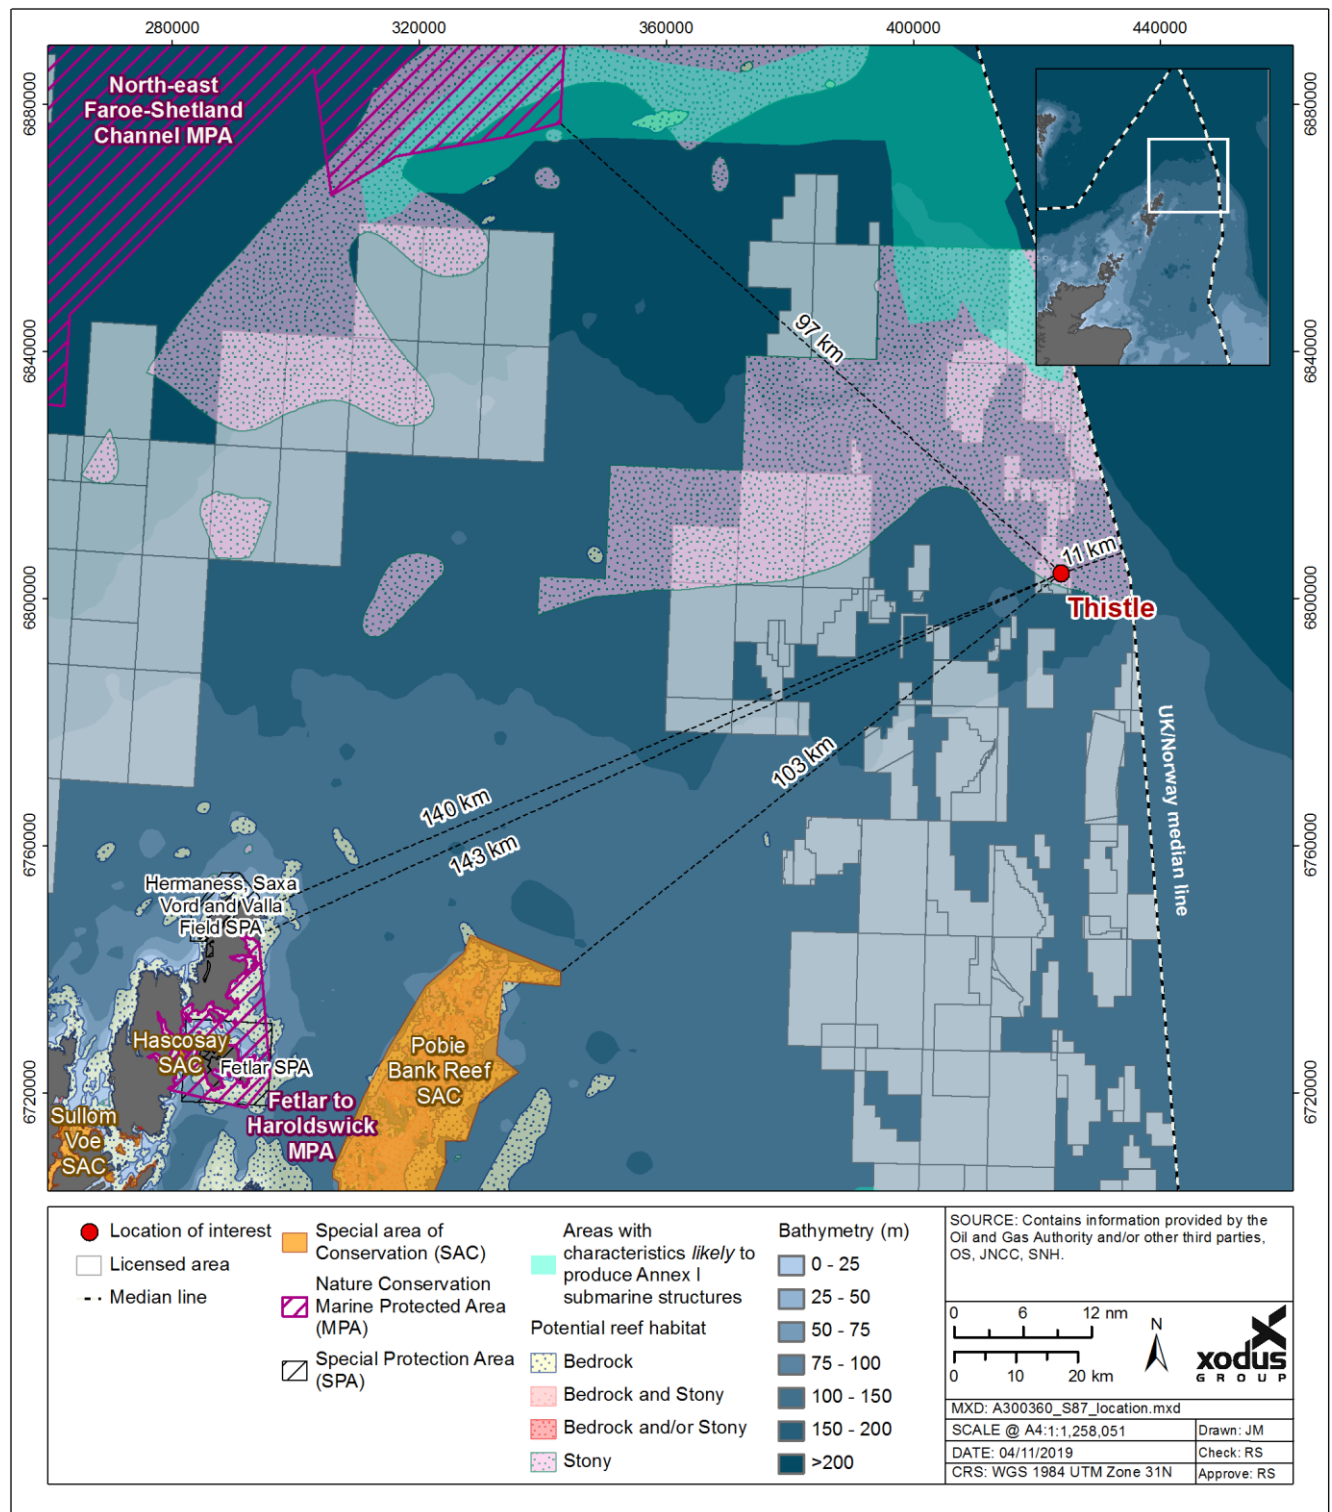 280000
320000
360000
400000
440000
6880000
6840000
6800000
6760000
6720000
6880000
6840000
6800000
6760000
6720000
North-east
Faroe-Shetland
Channel MPA
97 km
11 km
Thistle
103 km
140 km
143 km
UK/Norway median line
Hermaness, Saxa
Vord and Valla
Field SPA
Hascosay
SAC
Fetlar SPA
Pobie
Bank Reef
SAC
Fetlar to
Haroldswick
MPA
Sullom
Voe
SAC
Location of interest
Licensed area
Median line
Special area of
Conservation (SAC)
Nature Conservation
Marine Protected Area
(MPA)
Special Protection Area
(SPA)
Areas with
characteristics likely to
produce Annex I
submarine structures
Potential reef habitat
Bedrock
Bedrock and Stony
Bedrock and/or Stony
Stony
Bathymetry (m)
0 - 25
25 - 50
50 - 75
75 - 100
100 - 150
150 - 200
>200
SOURCE: Contains information provided by the
Oil and Gas Authority and/or other third parties,
OS, JNCC, SNH.
0 6 12 nm
0 10 20 km
N
xodus
GROUP
MXD: A300360_S87_location.mxd
SCALE @ A4:1:1,258,051
Drawn: JM
DATE: 04/11/2019
Check: RS
CRS: WGS 1984 UTM Zone 31N
Approve: RS